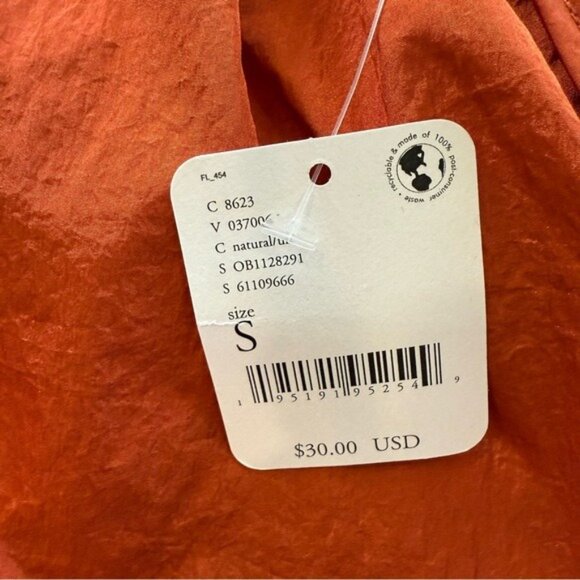 FL_454
recyclable & made of 100% post-consumer waste •
C 8623
V
C
S OB1128291
S 61109666
size
S
1 95191 95254 9
$30.00 USD